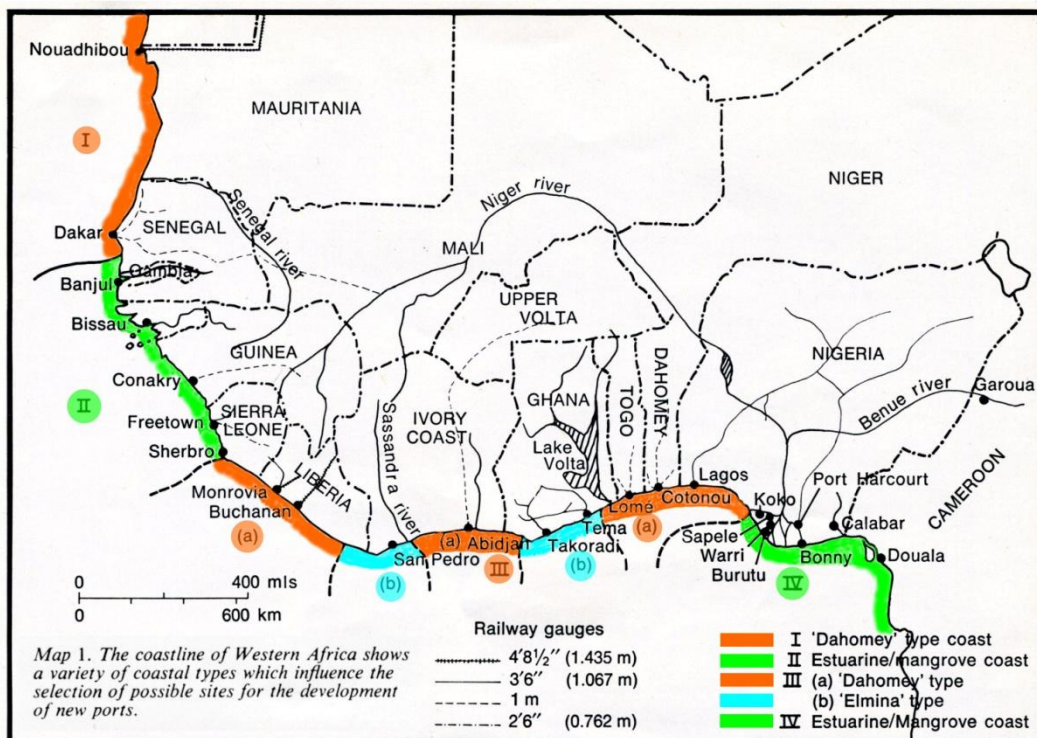 Nouadhibou
MAURITANIA
I
NIGER
Niger river
Senegal river
Dakar
SENEGAL
MALI
Gambia
Banjul
UPPER
VOLTA
Bissau
GUINEA
DAHOMEY
NIGERIA
Garoua
Benue river
Conakry
II
Sassandra river
IVORY
COAST
GHANA
TOGO
Freetown
SIERRA
LEONE
Lake
Volta
Sherbro
Lagos
Port Harcourt
CAMEROON
LIBERIA
Monrovia
Buchanan
Lomé
Cotonou
Koko
Tema
Calabar
(a)
(a)
Abidjan
Takoradi
(a)
Sapele
Warri
Burutu
Bonny
Douala
San Pedro
(b)
III
(b)
IV
0 400 mls
0 600 km
Map 1. The coastline of Western Africa shows
a variety of coastal types which influence the
selection of possible sites for the development
of new ports.
Railway gauges
4'8½″ (1.435 m)
3'6″ (1.067 m)
1 m
2'6″ (0.762 m)
I 'Dahomey' type coast
II Estuarine/mangrove coast
III (a) 'Dahomey' type
(b) 'Elmina' type
IV Estuarine/Mangrove coast